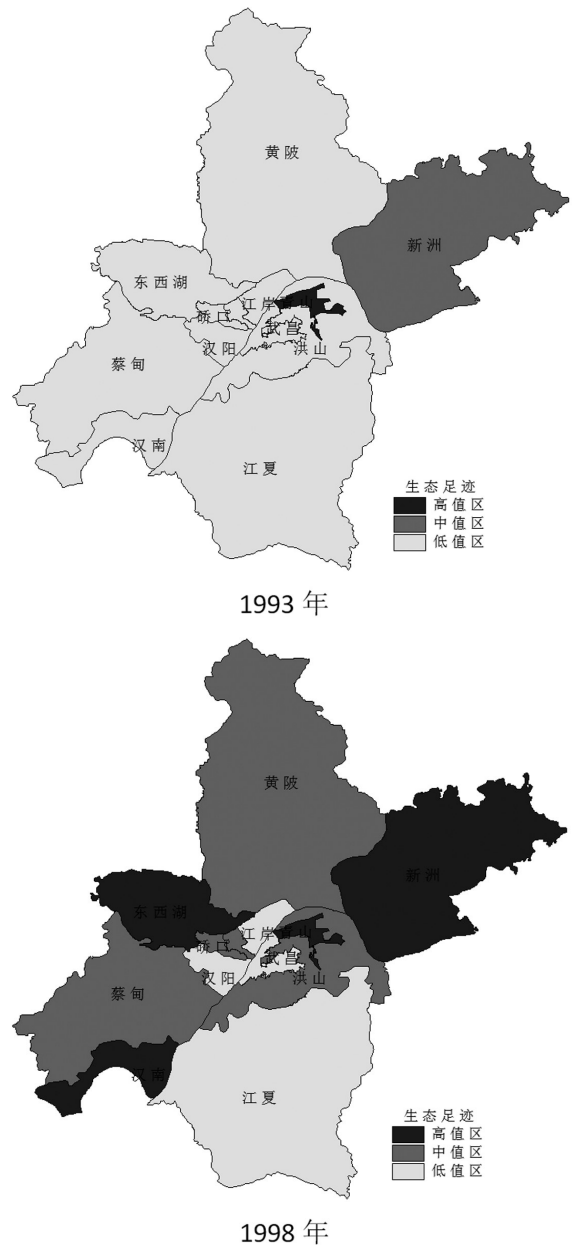 黄陂
新洲
东西湖
江岸
青山
硚口
武昌
汉阳
洪山
蔡甸
汉南
江夏
生态足迹
高值区
中值区
低值区
1993 年
黄陂
新洲
东西湖
江岸
青山
硚口
武昌
汉阳
洪山
蔡甸
汉南
江夏
生态足迹
高值区
中值区
低值区
1998 年